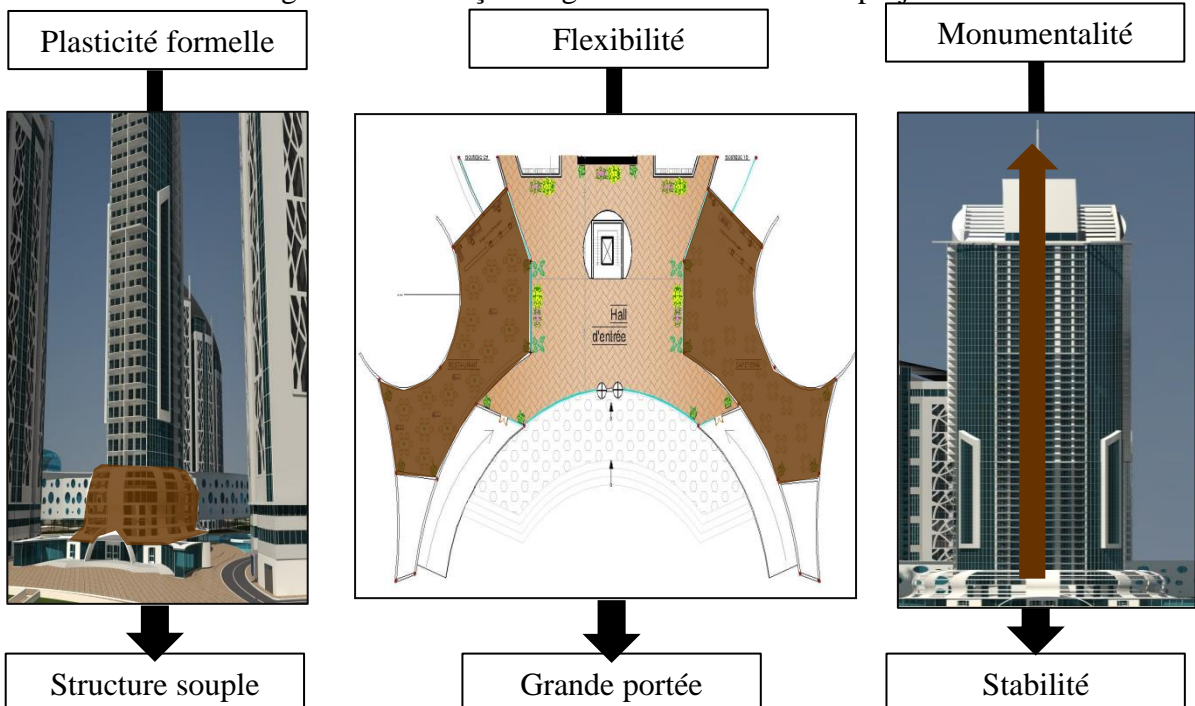 Plasticité formelle
Flexibilité
Monumentalité
Hall
d'entrée
Structure souple
Grande portée
Stabilité